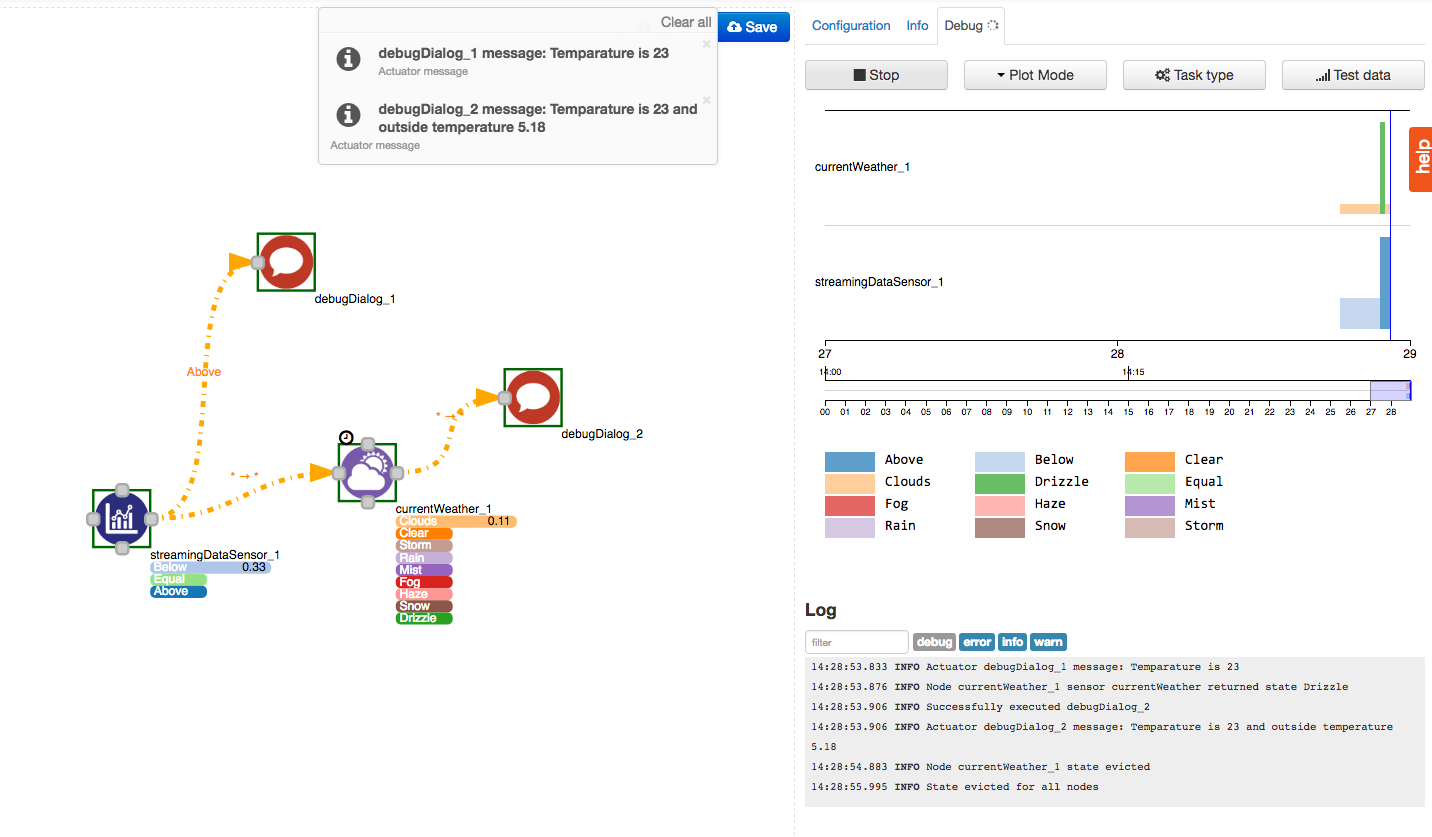 Clear all
Save
debugDialog_1 message: Temparature is 23
Actuator message
debugDialog_2 message: Temparature is 23 and
outside temperature 5.18
Actuator message
debugDialog_1
Above
* → *
* →
debugDialog_2
currentWeather_1
Clouds 0.11
Clear
Storm
Rain
Mist
Fog
Haze
Snow
Drizzle
streamingDataSensor_1
Below 0.33
Equal
Above
Configuration Info Debug
Stop Plot Mode Task type Test data
help
currentWeather_1
streamingDataSensor_1
27 28 29
14:00 14:15
00 01 02 03 04 05 06 07 08 09 10 11 12 13 14 15 16 17 18 19 20 21 22 23 24 25 26 27 28
Above Below Clear
Clouds Drizzle Equal
Fog Haze Mist
Rain Snow Storm
Log
filter debug error info warn
14:28:53.833 INFO Actuator debugDialog_1 message: Temparature is 23
14:28:53.876 INFO Node currentWeather_1 sensor currentWeather returned state Drizzle
14:28:53.906 INFO Successfully executed debugDialog_2
14:28:53.906 INFO Actuator debugDialog_2 message: Temparature is 23 and outside temperature
5.18
14:28:54.883 INFO Node currentWeather_1 state evicted
14:28:55.995 INFO State evicted for all nodes